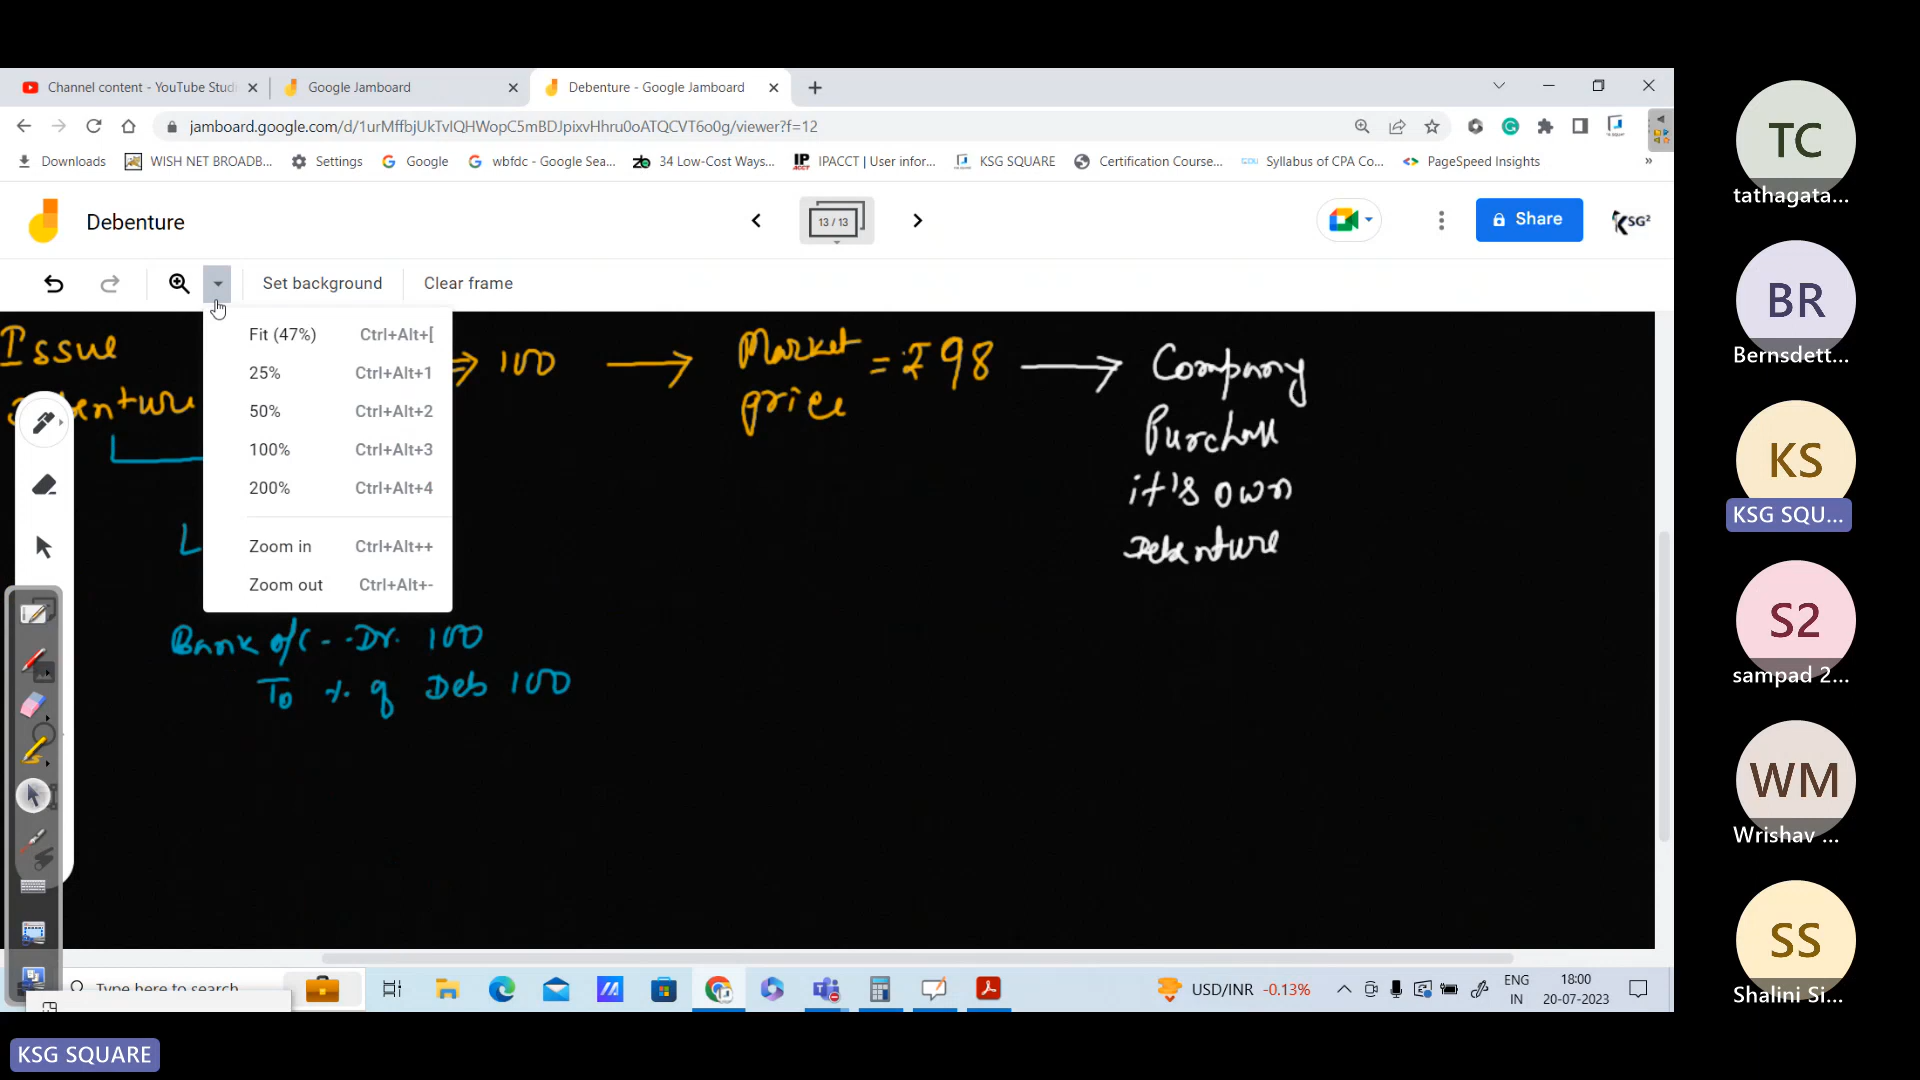 Channel content - YouTube Studi
Google Jamboard
Debenture - Google Jamboard
jamboard.google.com/d/1urMffbjUkTvIQHWopC5mBDJpixvHhru0oATQCVT6o0g/viewer?f=12
Downloads
WISH NET BROADB...
Settings
Google
wbfdc - Google Sea...
34 Low-Cost Ways...
IPACCT | User infor...
KSG SQUARE
Certification Course...
Syllabus of CPA Co...
PageSpeed Insights
»
Debenture
13 / 13
Share
KSG²
Set background
Clear frame
Fit (47%) Ctrl+Alt+[
25% Ctrl+Alt+1
50% Ctrl+Alt+2
100% Ctrl+Alt+3
200% Ctrl+Alt+4
Zoom in Ctrl+Alt++
Zoom out Ctrl+Alt+-
Issue
Debenture
⇒ 100 → Market price = ₹98 → Company
Purchase
it's own
Debenture
L
Bank a/c - - Dr. 100
To % of Deb 100
Type here to search
USD/INR -0.13%
ENG
IN
18:00
20-07-2023
TC
tathagata...
BR
Bernsdett...
KS
KSG SQU...
S2
sampad 2...
WM
Wrishav ...
SS
Shalini Si...
KSG SQUARE